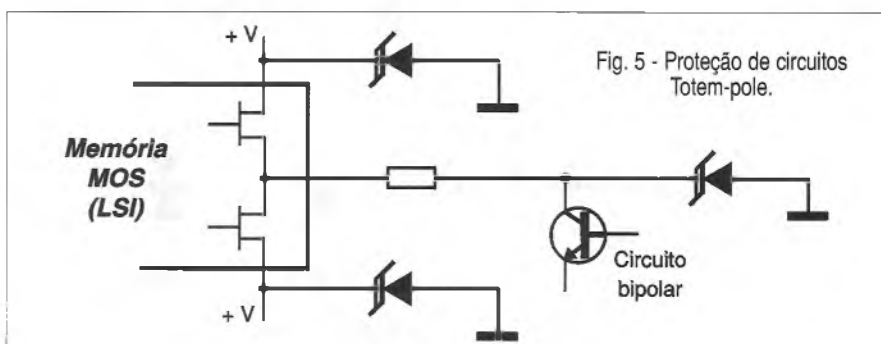 + V
Fig. 5 - Proteção de circuitos
Totem-pole.
Memória
MOS
(LSI)
Circuito
bipolar
+ V